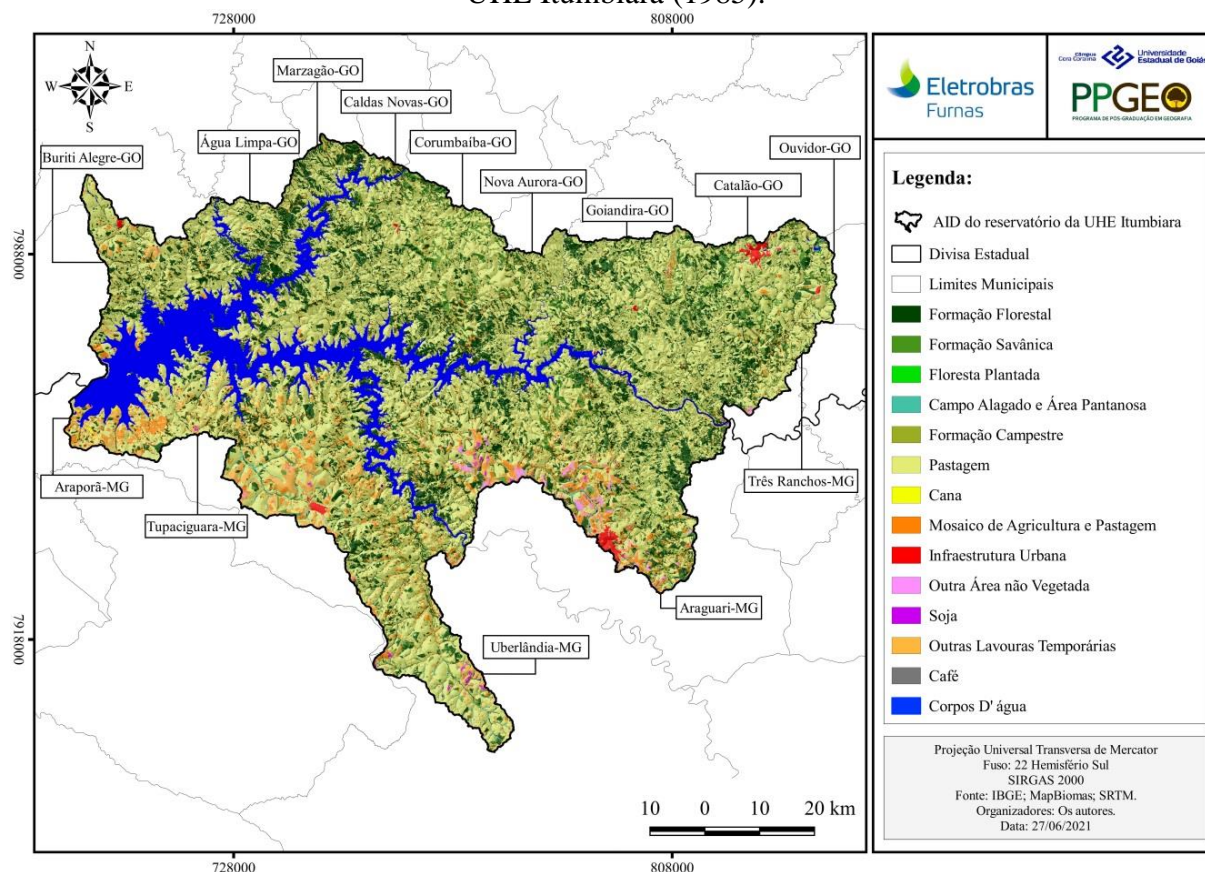 UHE Itumbiara (1985).
728000
808000
N
W
E
S
Marzagão-GO
Caldas Novas-GO
Água Limpa-GO
Corumbaíba-GO
Ouvidor-GO
Buriti Alegre-GO
Nova Aurora-GO
Catalão-GO
Goiandira-GO
7988000
Araporã-MG
Três Ranchos-MG
Tupaciguara-MG
Araguari-MG
7918000
Uberlândia-MG
10 0 10 20 km
728000
808000
Eletrobras
Furnas
Câmpus
Cora Coralina
Universidade
Estadual de Goiás
PPGEO
PROGRAMA DE PÓS-GRADUAÇÃO EM GEOGRAFIA
Legenda:
AID do reservatório da UHE Itumbiara
Divisa Estadual
Limites Municipais
Formação Florestal
Formação Savânica
Floresta Plantada
Campo Alagado e Área Pantanosa
Formação Campestre
Pastagem
Cana
Mosaico de Agricultura e Pastagem
Infraestrutura Urbana
Outra Área não Vegetada
Soja
Outras Lavouras Temporárias
Café
Corpos D' água
Projeção Universal Transversa de Mercator
Fuso: 22 Hemisfério Sul
SIRGAS 2000
Fonte: IBGE; MapBiomas; SRTM.
Organizadores: Os autores.
Data: 27/06/2021